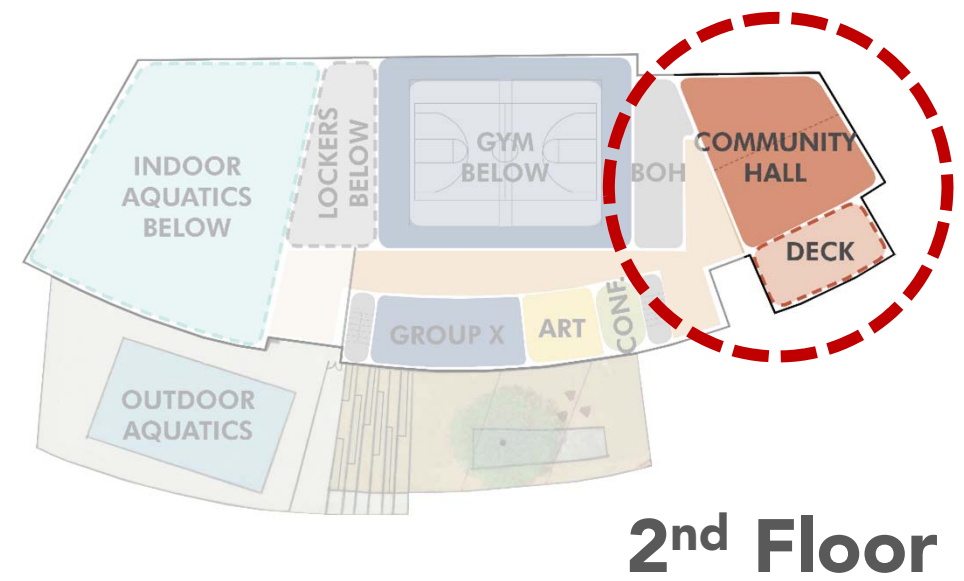 INDOOR
AQUATICS
BELOW
LOCKERS
BELOW
GYM
BELOW
BOH
COMMUNITY
HALL
DECK
GROUP X
ART
CONF.
OUTDOOR
AQUATICS
2nd Floor